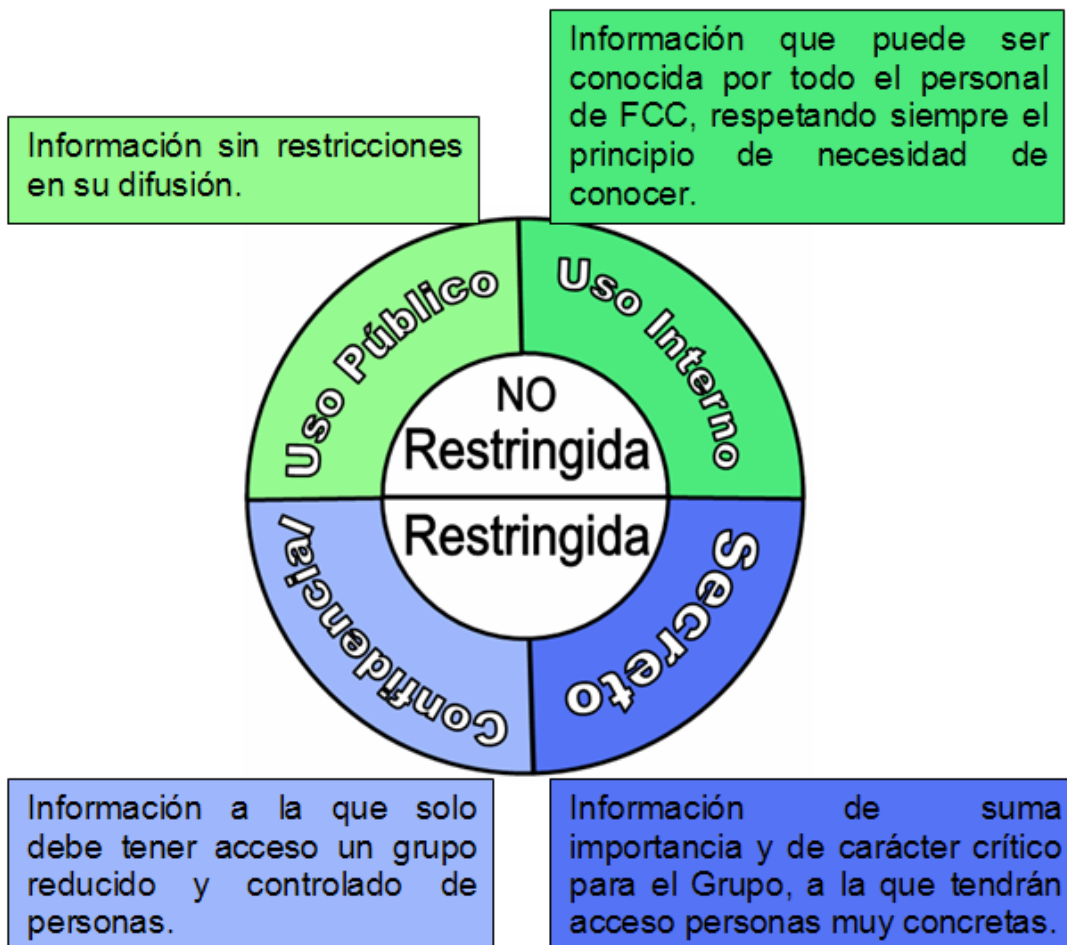 Información que puede ser
conocida por todo el personal
de FCC, respetando siempre el
principio de necesidad de
conocer.
Información sin restricciones
en su difusión.
Uso Público
Uso Interno
NO
Restringida
Restringida
Confidencial
Secreto
Información a la que solo
debe tener acceso un grupo
reducido y controlado de
personas.
Información de suma
importancia y de carácter crítico
para el Grupo, a la que tendrán
acceso personas muy concretas.